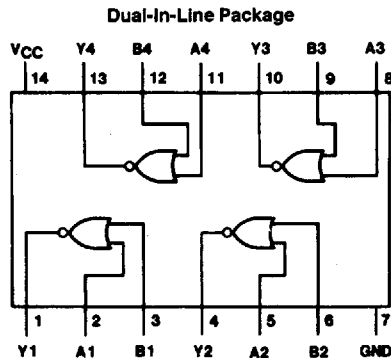 Dual-In-Line Package
VCC Y4 B4 A4 Y3 B3 A3
14 13 12 11 10 9 8
1 2 3 4 5 6 7
Y1 A1 B1 Y2 A2 B2 GND